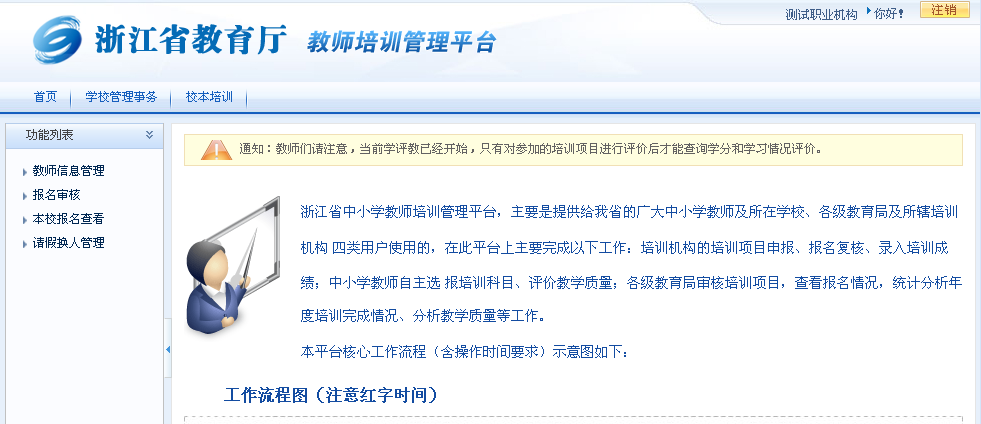 测试职业机构 你好! 注销
浙江省教育厅 教师培训管理平台
首页 学校管理事务 校本培训
功能列表
教师信息管理
报名审核
本校报名查看
请假换人管理
通知：教师们请注意，当前学评教已经开始，只有对参加的培训项目进行评价后才能查询学分和学习情况评价。
浙江省中小学教师培训管理平台，主要是提供给我省的广大中小学教师及所在学校、各级教育局及所辖培训
机构 四类用户使用的，在此平台上主要完成以下工作：培训机构的培训项目申报、报名复核、录入培训成
绩；中小学教师自主选 报培训科目、评价教学质量；各级教育局审核培训项目，查看报名情况，统计分析年
度培训完成情况、分析教学质量等工作。
本平台核心工作流程（含操作时间要求）示意图如下：
工作流程图（注意红字时间）